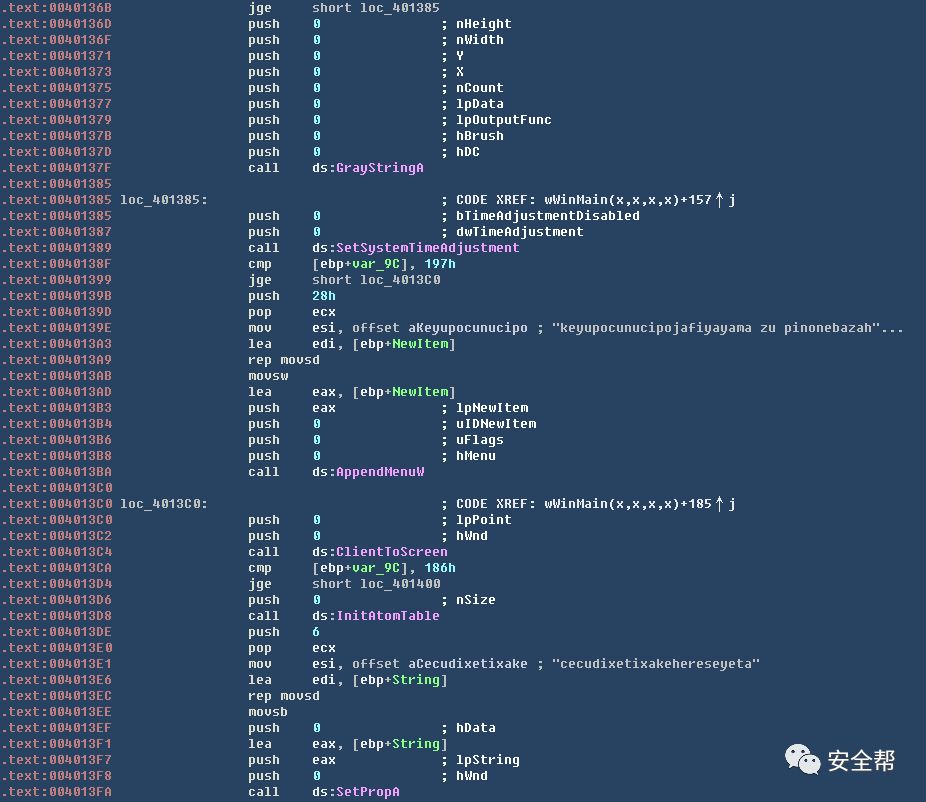 .text:0040136B jge short loc_401385
.text:0040136D push 0 ; nHeight
.text:0040136F push 0 ; nWidth
.text:00401371 push 0 ; Y
.text:00401373 push 0 ; X
.text:00401375 push 0 ; nCount
.text:00401377 push 0 ; lpData
.text:00401379 push 0 ; lpOutputFunc
.text:0040137B push 0 ; hBrush
.text:0040137D push 0 ; hDC
.text:0040137F call ds:GrayStringA
.text:00401385
.text:00401385 loc_401385: ; CODE XREF: wWinMain(x,x,x,x)+157↑j
.text:00401385 push 0 ; bTimeAdjustmentDisabled
.text:00401387 push 0 ; dwTimeAdjustment
.text:00401389 call ds:SetSystemTimeAdjustment
.text:0040138F cmp [ebp+var_9C], 197h
.text:00401399 jge short loc_4013C0
.text:0040139B push 28h
.text:0040139D pop ecx
.text:0040139E mov esi, offset aKeyupocunucipo ; "keyupocunucipojafiyayama zu pinonebazah"...
.text:004013A3 lea edi, [ebp+NewItem]
.text:004013A9 rep movsd
.text:004013AB movsw
.text:004013AD lea eax, [ebp+NewItem]
.text:004013B3 push eax ; lpNewItem
.text:004013B4 push 0 ; uIDNewItem
.text:004013B6 push 0 ; uFlags
.text:004013B8 push 0 ; hMenu
.text:004013BA call ds:AppendMenuW
.text:004013C0
.text:004013C0 loc_4013C0: ; CODE XREF: wWinMain(x,x,x,x)+185↑j
.text:004013C0 push 0 ; lpPoint
.text:004013C2 push 0 ; hWnd
.text:004013C4 call ds:ClientToScreen
.text:004013CA cmp [ebp+var_9C], 186h
.text:004013D4 jge short loc_401400
.text:004013D6 push 0 ; nSize
.text:004013D8 call ds:InitAtomTable
.text:004013DE push 6
.text:004013E0 pop ecx
.text:004013E1 mov esi, offset aCecudixetixake ; "cecudixetixakehereseyeta"
.text:004013E6 lea edi, [ebp+String]
.text:004013EC rep movsd
.text:004013EE movsb
.text:004013EF push 0 ; hData
.text:004013F1 lea eax, [ebp+String]
.text:004013F7 push eax ; lpString
.text:004013F8 push 0 ; hWnd
.text:004013FA call ds:SetPropA
安全帮